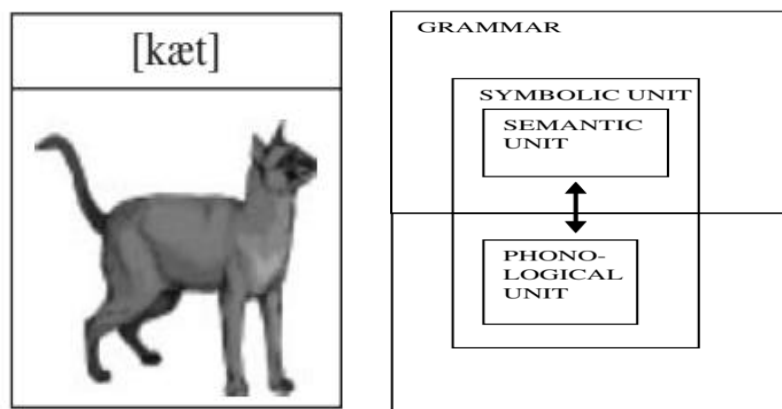 [kæt]
GRAMMAR
SYMBOLIC UNIT
SEMANTIC
UNIT
PHONO-
LOGICAL
UNIT